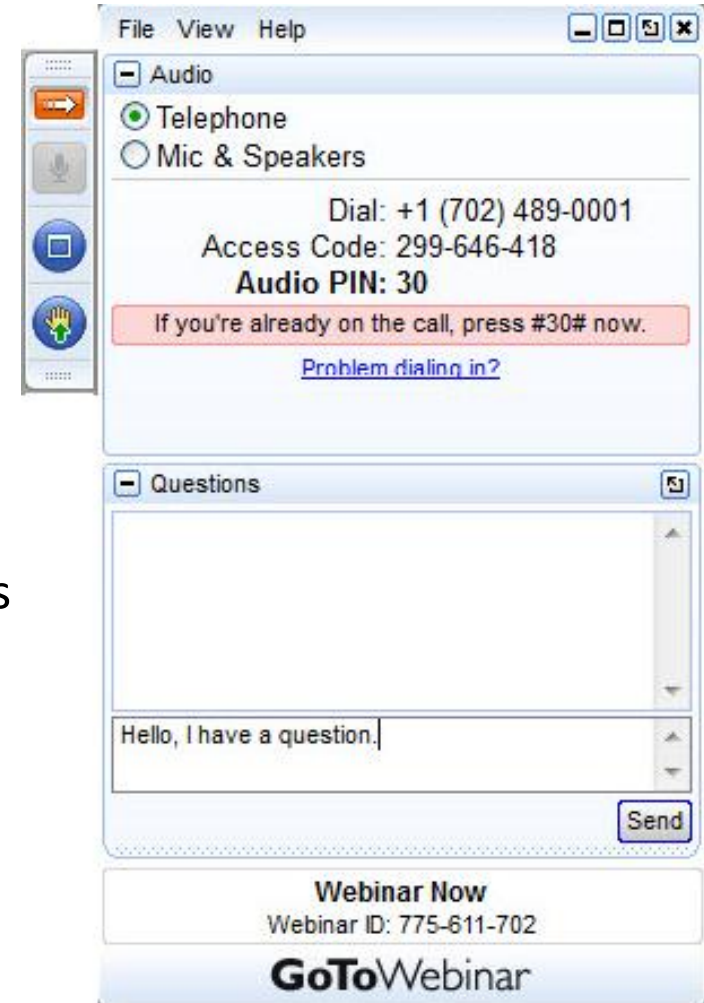 File View Help
Audio
Telephone
Mic & Speakers
Dial: +1 (702) 489-0001
Access Code: 299-646-418
Audio PIN: 30
If you're already on the call, press #30# now.
Problem dialing in?
Questions
s
Hello, I have a question.
Send
Webinar Now
Webinar ID: 775-611-702
GoToWebinar